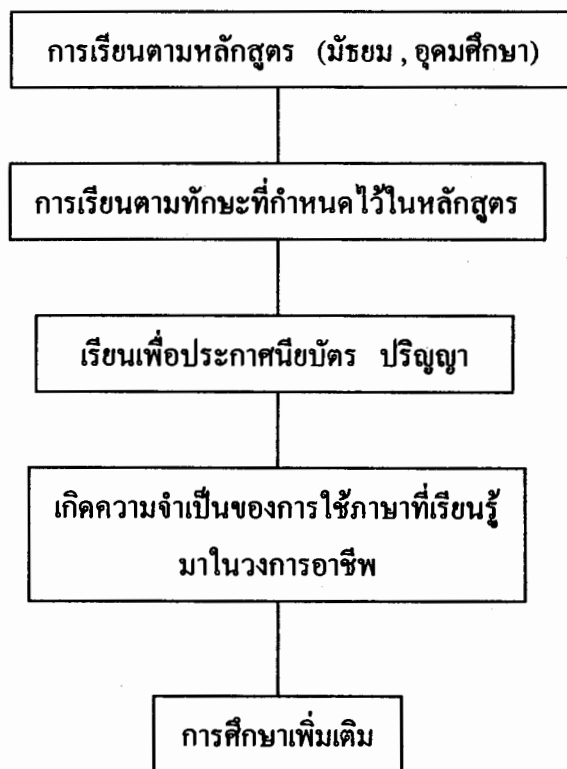 การเรียนตามหลักสูตร (มัธยม , อุดมศึกษา)
การเรียนตามทักษะที่กำหนดไว้ในหลักสูตร
เรียนเพื่อประกาศนียบัตร ปริญญา
เกิดความจำเป็นของการใช้ภาษาที่เรียนรู้
มาในวงการอาชีพ
การศึกษาเพิ่มเติม